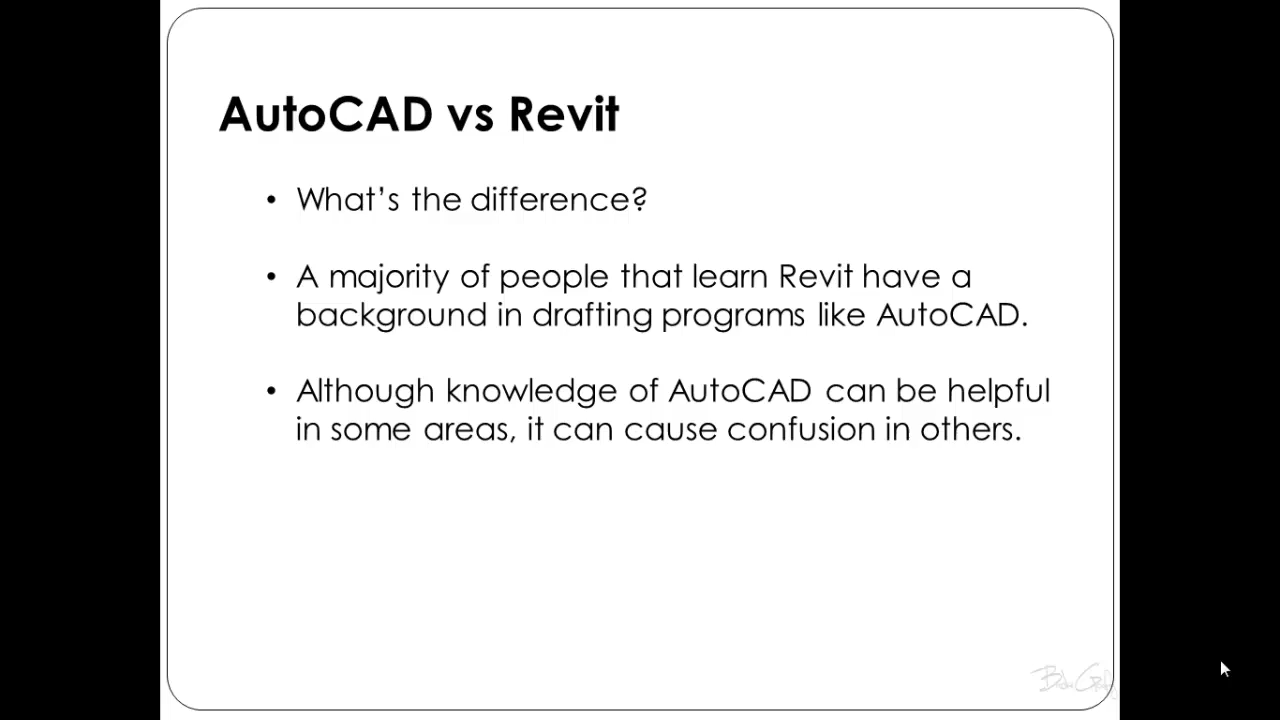 AutoCAD vs Revit
• What’s the difference?
• A majority of people that learn Revit have a
background in drafting programs like AutoCAD.
• Although knowledge of AutoCAD can be helpful
in some areas, it can cause confusion in others.